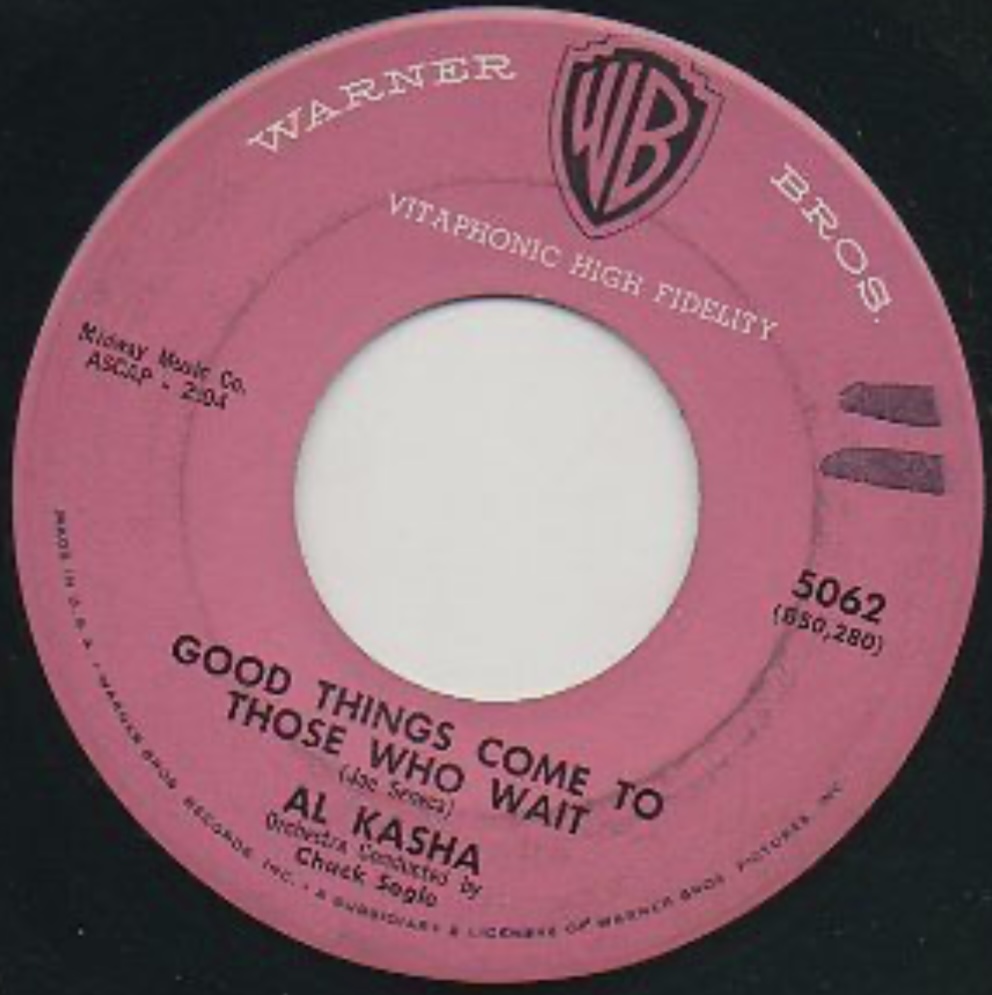 WARNER BROS.
WB
VITAPHONIC HIGH FIDELITY
Midway Music Co.
ASCAP - 2:04
5062
(B50,280)
GOOD THINGS COME TO
THOSE WHO WAIT
(Joe Seneca)
AL KASHA
Orchestra Conducted by
Chuck Sagle
MADE IN U.S.A. • WARNER BROS. RECORDS, INC. • A SUBSIDIARY & LICENSEE OF WARNER BROS. PICTURES, INC.